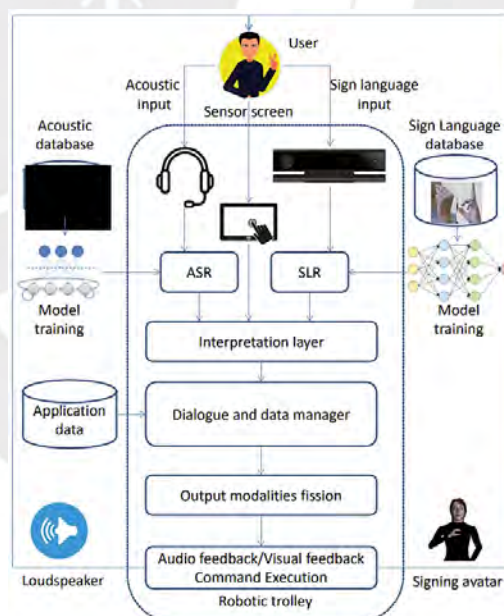 User
Acoustic
input
Sensor screen
Sign language
input
Acoustic
database
Sign Language
database
ASR
SLR
Model
training
Model
training
Interpretation layer
Application
data
Dialogue and data manager
Output modalities fission
Loudspeaker
Audio feedback/Visual feedback
Command Execution
Signing avatar
Robotic trolley